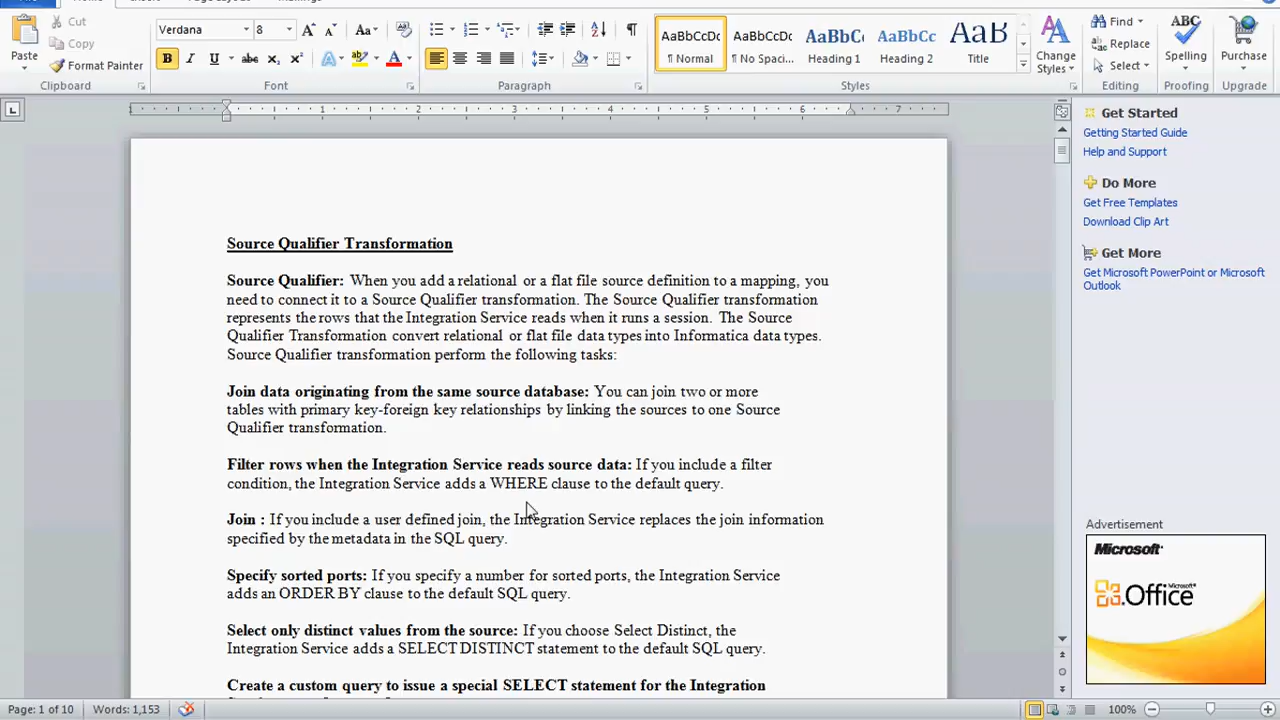 File Home Insert Page Layout Mailings
Cut
Copy
Format Painter
Paste
Clipboard
Verdana 8
Font
Paragraph
AaBbCcDc AaBbCcDc AaBbCc AaBbCc AaB
¶ Normal ¶ No Spaci... Heading 1 Heading 2 Title
Change
Styles
Styles
Find
Replace
Select
Editing
ABC
Spelling
Proofing
Purchase
Upgrade
1 2 3 4 5 6 7
Source Qualifier Transformation
Source Qualifier: When you add a relational or a flat file source definition to a mapping, you
need to connect it to a Source Qualifier transformation. The Source Qualifier transformation
represents the rows that the Integration Service reads when it runs a session. The Source
Qualifier Transformation convert relational or flat file data types into Informatica data types.
Source Qualifier transformation perform the following tasks:
Join data originating from the same source database: You can join two or more
tables with primary key-foreign key relationships by linking the sources to one Source
Qualifier transformation.
Filter rows when the Integration Service reads source data: If you include a filter
condition, the Integration Service adds a WHERE clause to the default query.
Join : If you include a user defined join, the Integration Service replaces the join information
specified by the metadata in the SQL query.
Specify sorted ports: If you specify a number for sorted ports, the Integration Service
adds an ORDER BY clause to the default SQL query.
Select only distinct values from the source: If you choose Select Distinct, the
Integration Service adds a SELECT DISTINCT statement to the default SQL query.
Create a custom query to issue a special SELECT statement for the Integration
Get Started
Getting Started Guide
Help and Support
Do More
Get Free Templates
Download Clip Art
Get More
Get Microsoft PowerPoint or Microsoft
Outlook
Advertisement
Microsoft
Microsoft
Office
Page: 1 of 10 Words: 1,153 100%